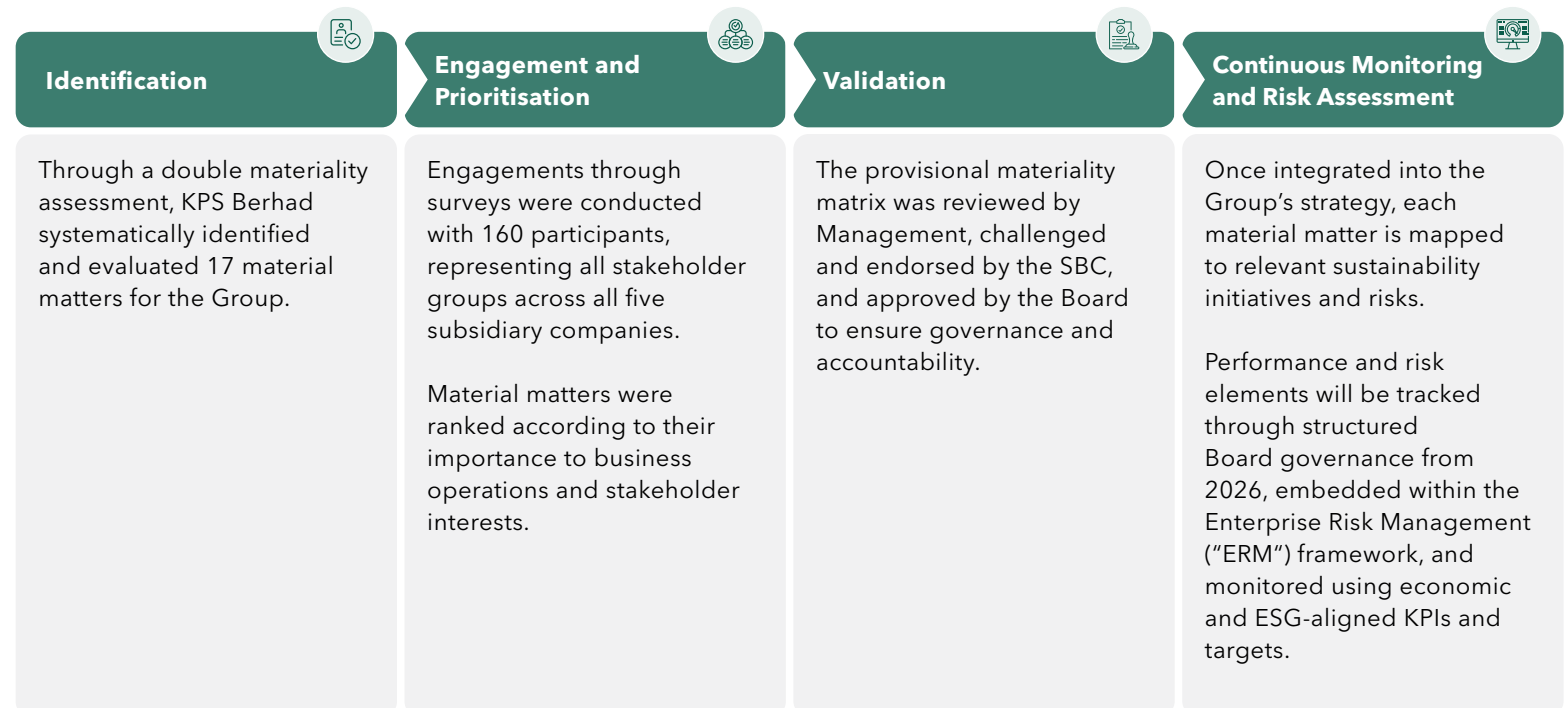 Identification
Through a double materiality
assessment, KPS Berhad
systematically identified
and evaluated 17 material
matters for the Group.
Engagement and
Prioritisation
Engagements through
surveys were conducted
with 160 participants,
representing all stakeholder
groups across all five
subsidiary companies.
Material matters were
ranked according to their
importance to business
operations and stakeholder
interests.
Validation
The provisional materiality
matrix was reviewed by
Management, challenged
and endorsed by the SBC,
and approved by the Board
to ensure governance and
accountability.
Continuous Monitoring
and Risk Assessment
Once integrated into the
Group’s strategy, each
material matter is mapped
to relevant sustainability
initiatives and risks.
Performance and risk
elements will be tracked
through structured
Board governance from
2026, embedded within the
Enterprise Risk Management
(“ERM“) framework, and
monitored using economic
and ESG-aligned KPIs and
targets.